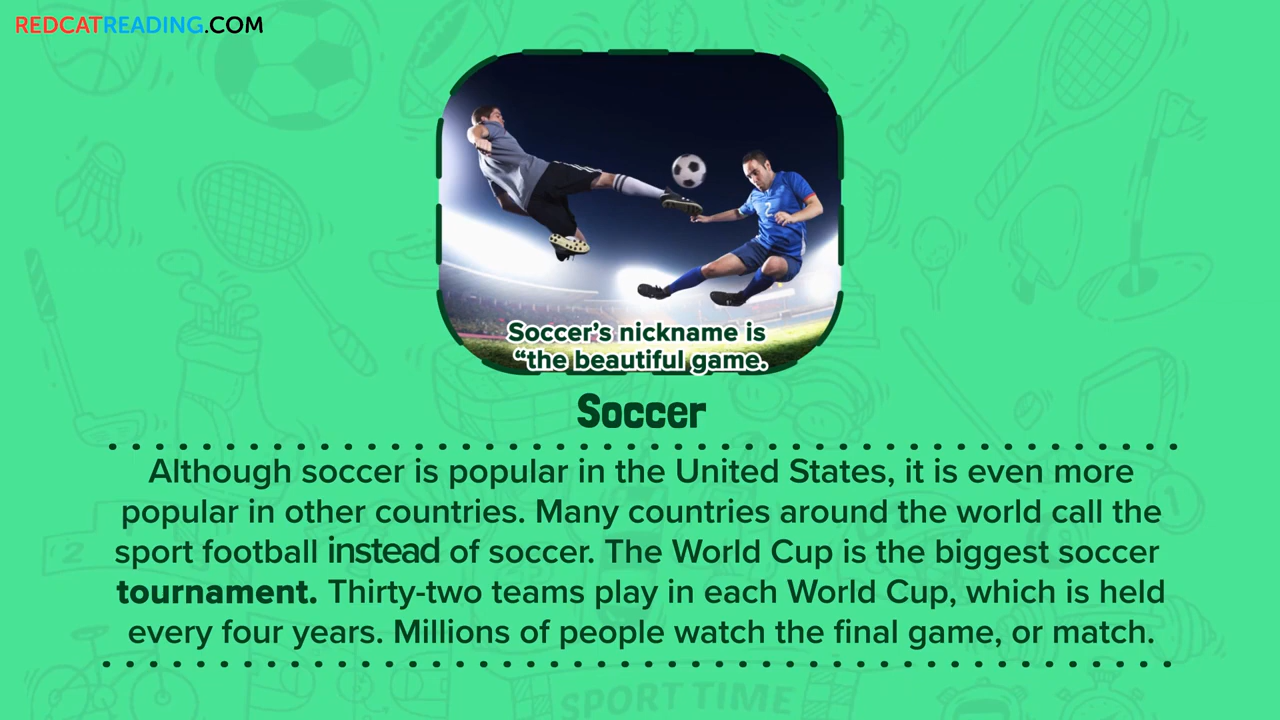 REDCATREADING.COM
Soccer's nickname is
“the beautiful game.
Soccer
Although soccer is popular in the United States, it is even more
popular in other countries. Many countries around the world call the
sport football instead of soccer. The World Cup is the biggest soccer
tournament. Thirty-two teams play in each World Cup, which is held
every four years. Millions of people watch the final game, or match.
2
2
1
SPORT TIME